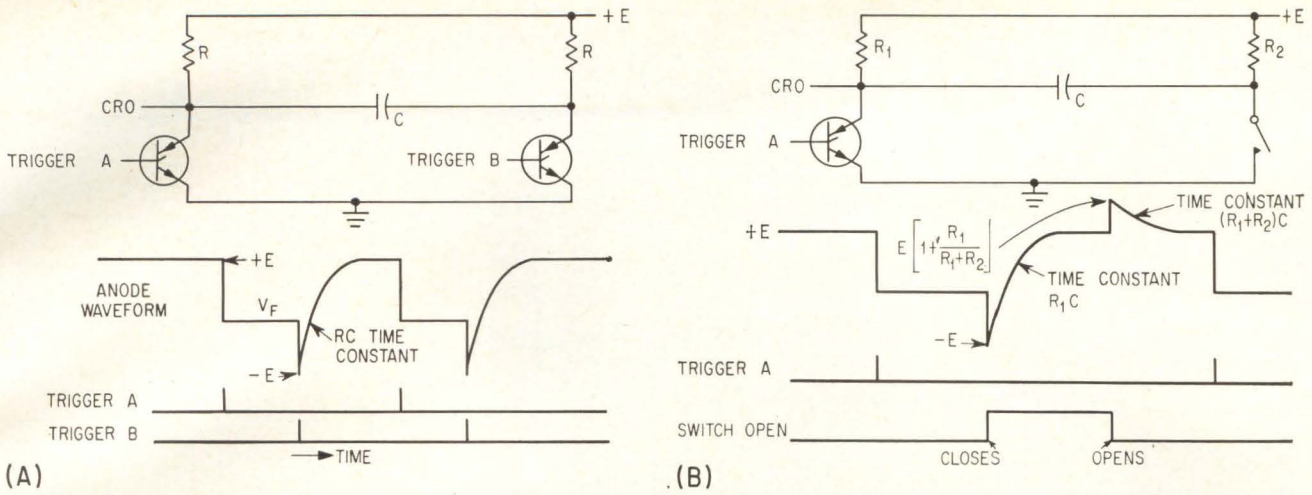 +E
R
R
CRO
C
TRIGGER A
TRIGGER B
+E
ANODE
WAVEFORM
V_F
RC TIME
CONSTANT
-E
TRIGGER A
TRIGGER B
TIME
(A)
+E
R1
R2
CRO
C
TRIGGER A
TIME CONSTANT
(R1+R2)C
+E
E[1+R1/(R1+R2)]
TIME CONSTANT
R1C
-E
TRIGGER A
SWITCH OPEN
CLOSES
OPENS
(B)